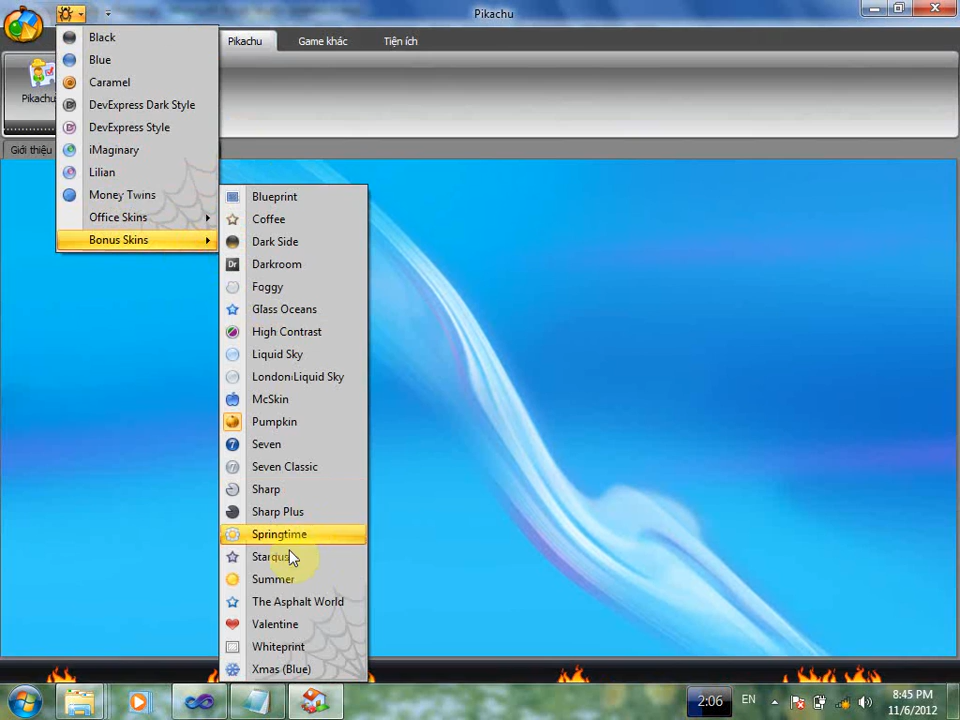 Pikachu
Black
Blue
Caramel
DevExpress Dark Style
DevExpress Style
iMaginary
Lilian
Money Twins
Office Skins
Bonus Skins
Pikachu
Game khác
Tiện ích
Pikachu
Giới thiệu
Blueprint
Coffee
Dark Side
Darkroom
Foggy
Glass Oceans
High Contrast
Liquid Sky
London Liquid Sky
McSkin
Pumpkin
Seven
Seven Classic
Sharp
Sharp Plus
Springtime
Stardust
Summer
The Asphalt World
Valentine
Whiteprint
Xmas (Blue)
2:06
EN
8:45 PM
11/6/2012